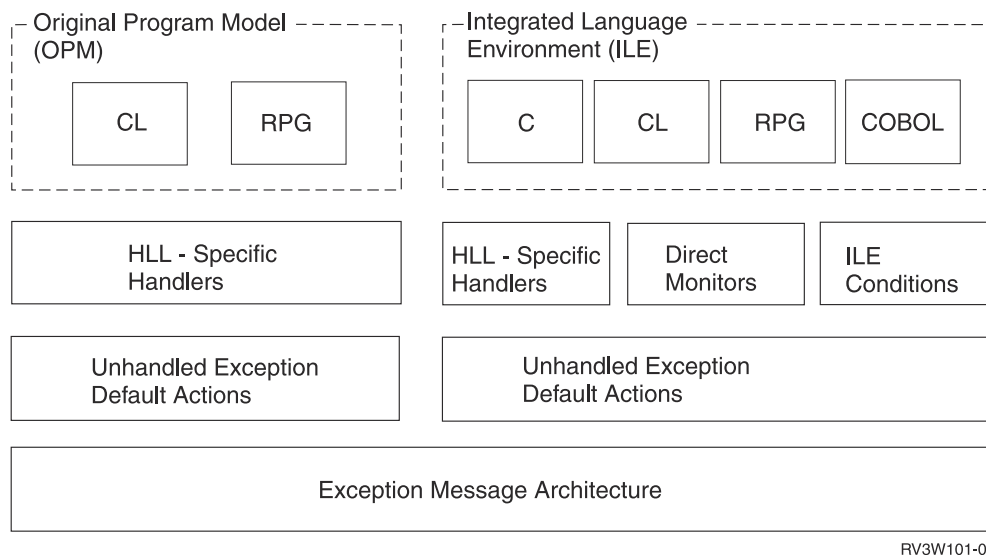 Original Program Model
(OPM)
CL
RPG
Integrated Language
Environment (ILE)
C
CL
RPG
COBOL
HLL - Specific
Handlers
HLL - Specific
Handlers
Direct
Monitors
ILE
Conditions
Unhandled Exception
Default Actions
Unhandled Exception
Default Actions
Exception Message Architecture
RV3W101-0